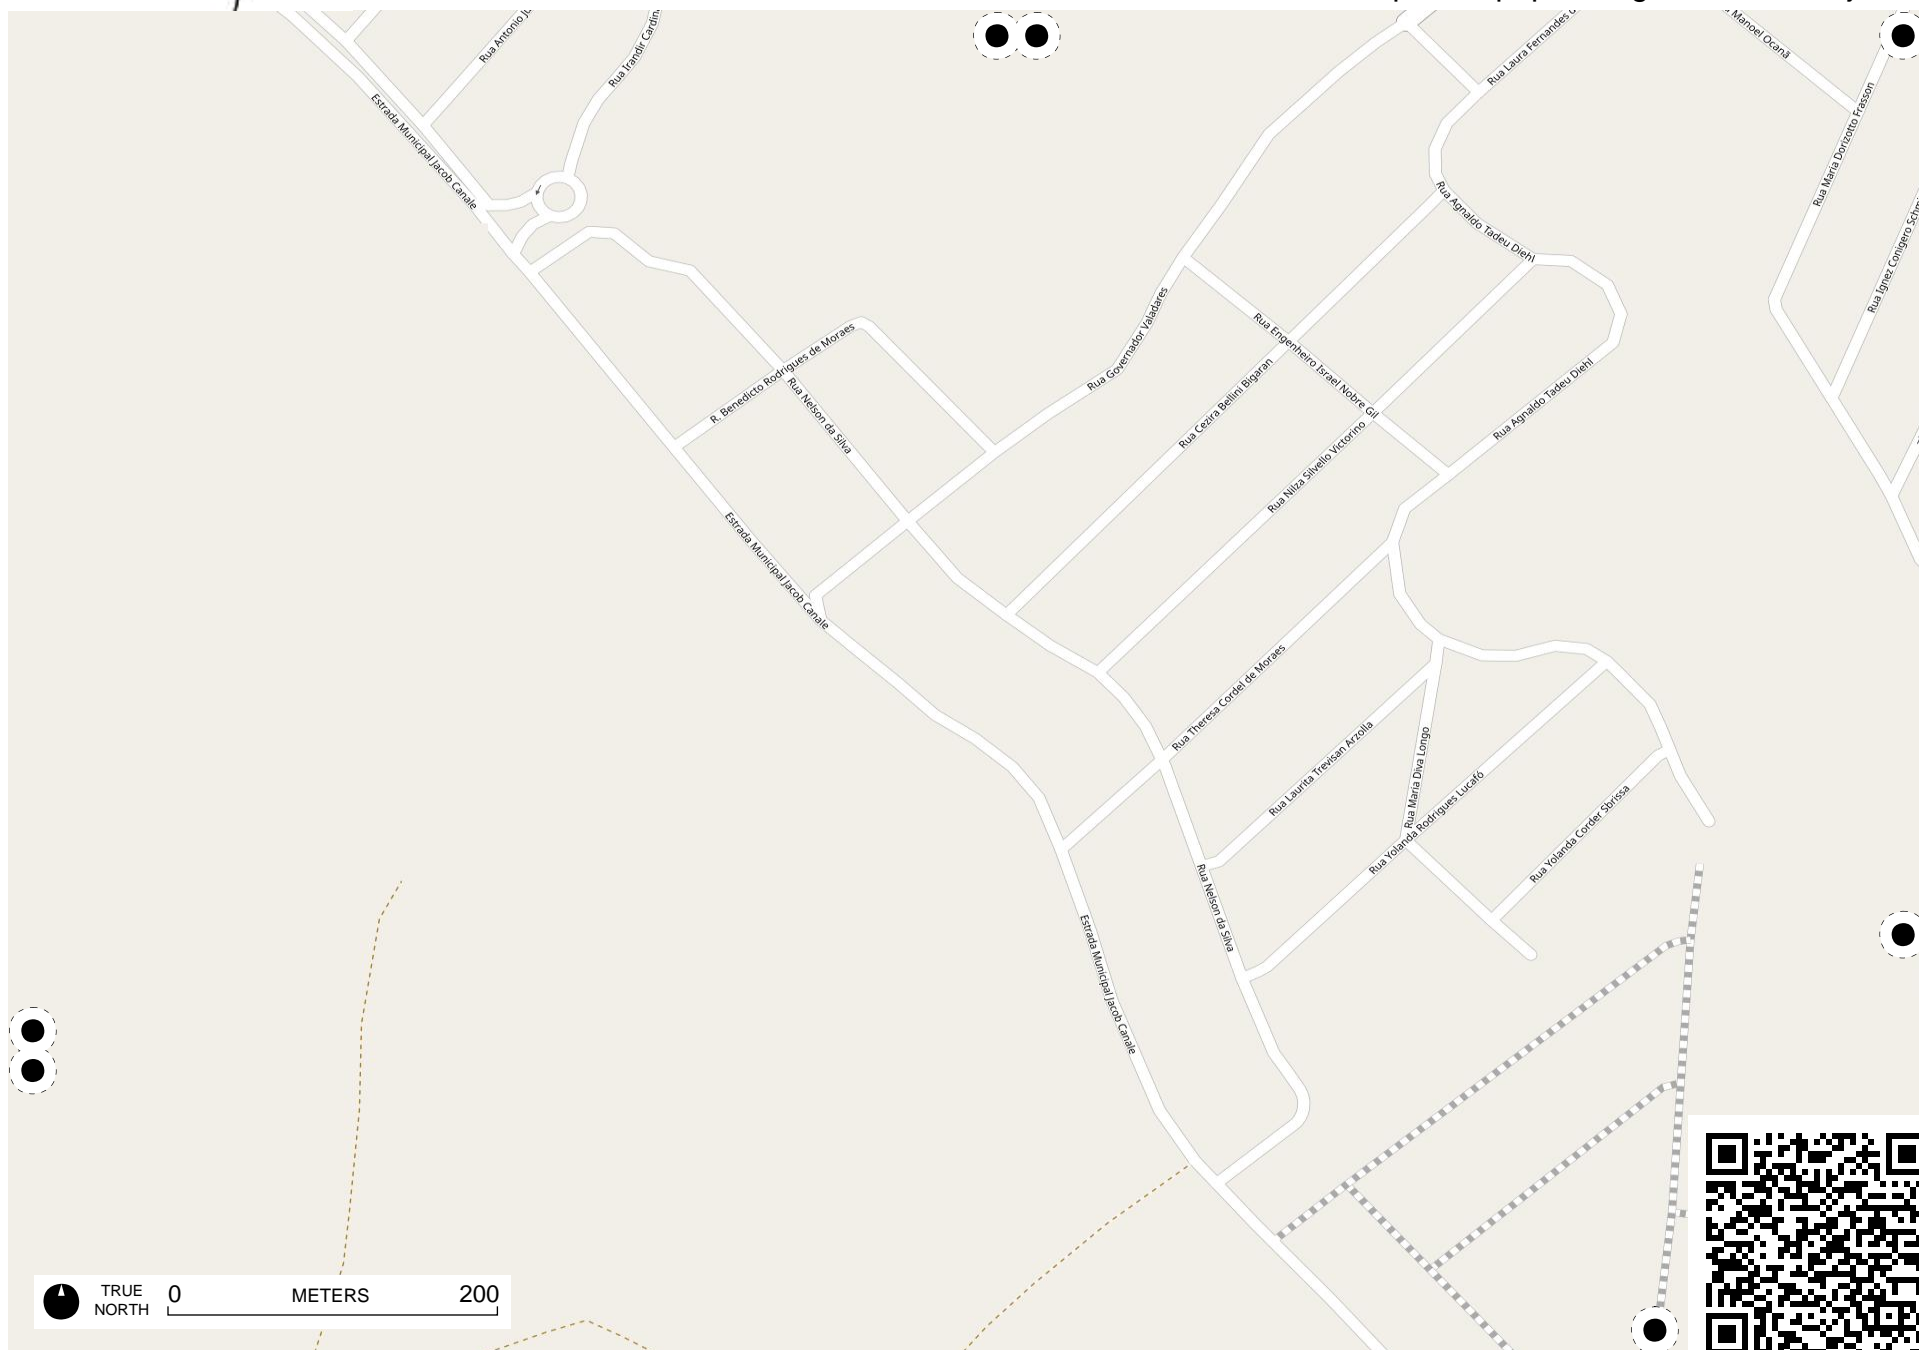 Rua Laura Fernandes
Manoel Ocanã
Rua Antonio
Rua Irandir
Estrada Municipal Jacob Canale
Rua Maria Dorizotto Frasson
Rua Agnaldo Tadeu Diehl
Rua Ignez Conigero
R. Benedicto Rodrigues de Moraes
Rua Governador Valadares
Rua Engenheiro Israel Nobre Gil
Rua Nelson da Silva
Rua Cezira Bellini Bigaran
Rua Agnaldo Tadeu Diehl
Rua Nilza Silvello Victorino
Estrada Municipal Jacob Canale
Rua Theresa Cordel de Moraes
Rua Laurita Trevisan Arzolla
Rua Maria Diva Longo
Rua Yolanda Rodrigues Lucafó
Rua Yolanda Corder Sbrissa
Rua Nelson da Silva
Estrada Municipal Jacob Canale
TRUE
NORTH
0 METERS 200